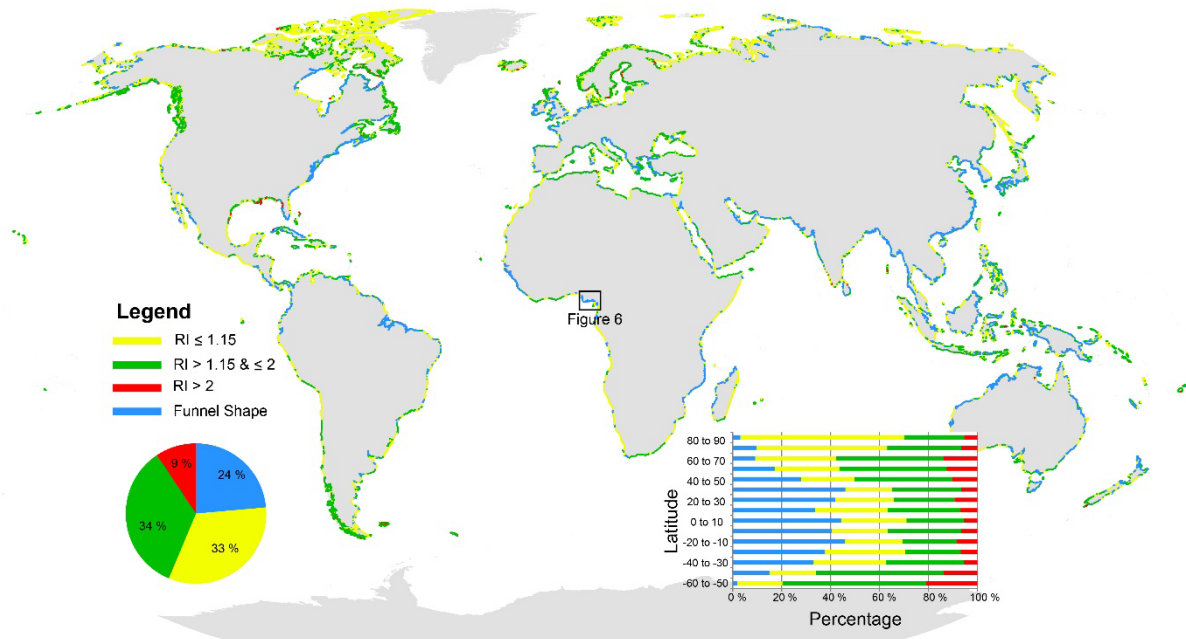 Figure 6
Legend
RI ≤ 1.15
RI > 1.15 & ≤ 2
RI > 2
Funnel Shape
9 %
24 %
34 %
33 %
Latitude
80 to 90
60 to 70
40 to 50
20 to 30
0 to 10
-20 to -10
-40 to -30
-60 to -50
0 % 20 % 40 % 60 % 80 % 100 %
Percentage